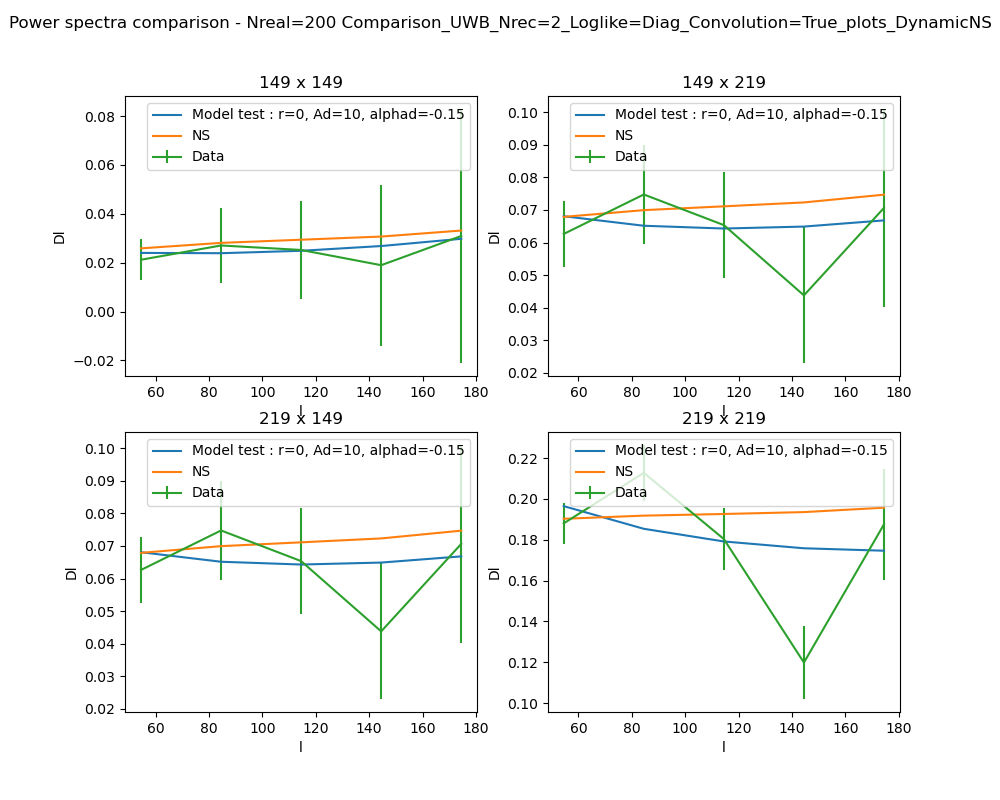 Power spectra comparison - Nreal=200 Comparison_UWB_Nrec=2_Loglike=Diag_Convolution=True_plots_DynamicNS
149 x 149
Model test : r=0, Ad=10, alphad=-0.15
NS
Data
Dl
0.08
0.06
0.04
0.02
0.00
−0.02
60 80 100 120 140 160 180
l
149 x 219
Model test : r=0, Ad=10, alphad=-0.15
NS
Data
Dl
0.10
0.09
0.08
0.07
0.06
0.05
0.04
0.03
0.02
60 80 100 120 140 160 180
l
219 x 149
Model test : r=0, Ad=10, alphad=-0.15
NS
Data
Dl
0.10
0.09
0.08
0.07
0.06
0.05
0.04
0.03
0.02
60 80 100 120 140 160 180
l
219 x 219
Model test : r=0, Ad=10, alphad=-0.15
NS
Data
Dl
0.22
0.20
0.18
0.16
0.14
0.12
0.10
60 80 100 120 140 160 180
l